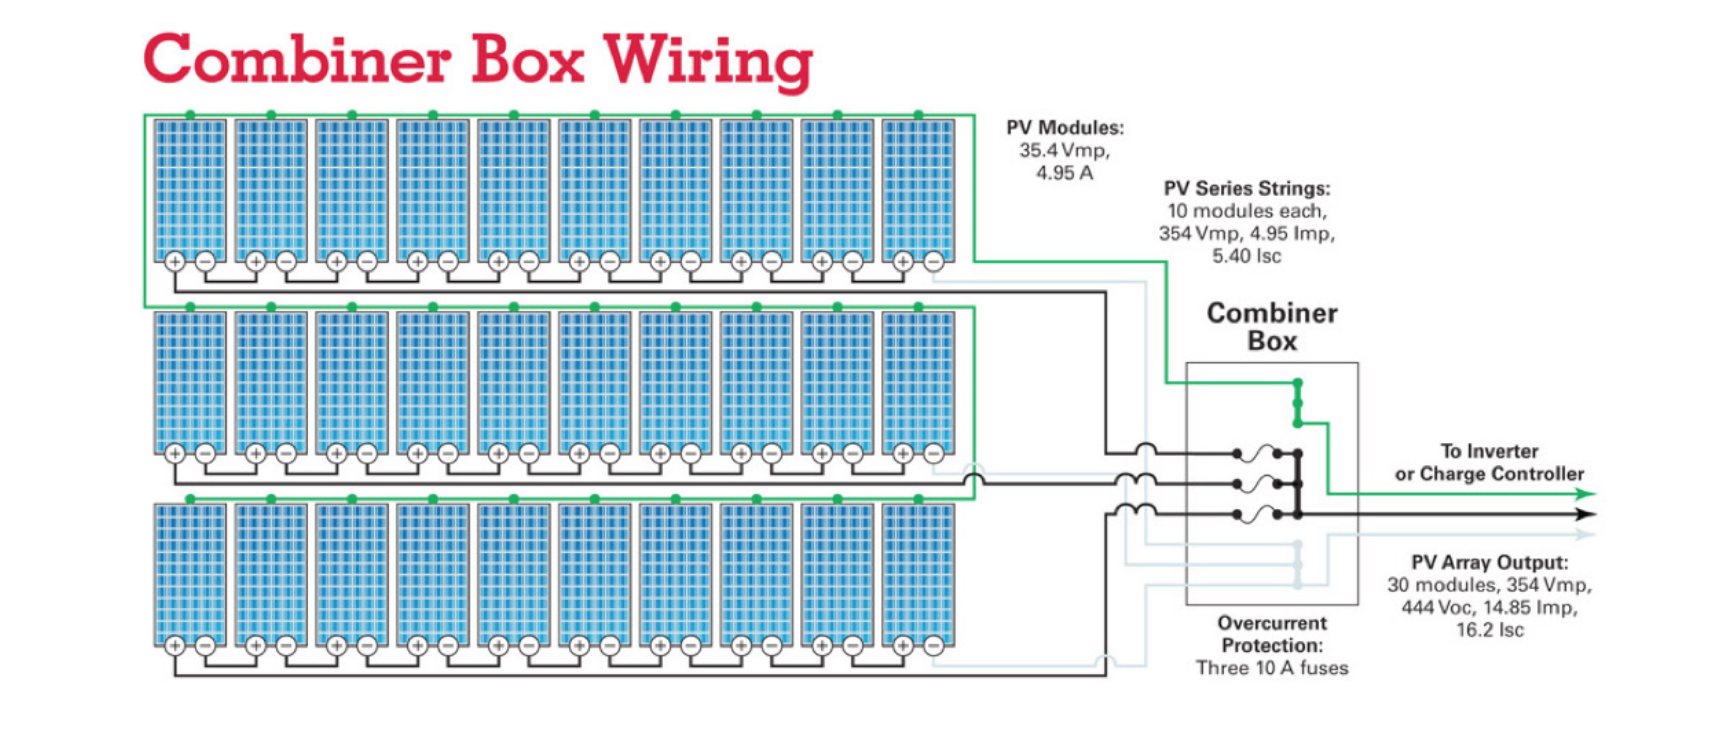 Combiner Box Wiring
PV Modules:
35.4 Vmp,
4.95 A
PV Series Strings:
10 modules each,
354 Vmp, 4.95 Imp,
5.40 Isc
Combiner
Box
To Inverter
or Charge Controller
PV Array Output:
30 modules, 354 Vmp,
444 Voc, 14.85 Imp,
16.2 Isc
Overcurrent
Protection:
Three 10 A fuses
+ − + − + − + − + − + − + − + − + − + −
+ − + − + − + − + − + − + − + − + − + −
+ − + − + − + − + − + − + − + − + − + −